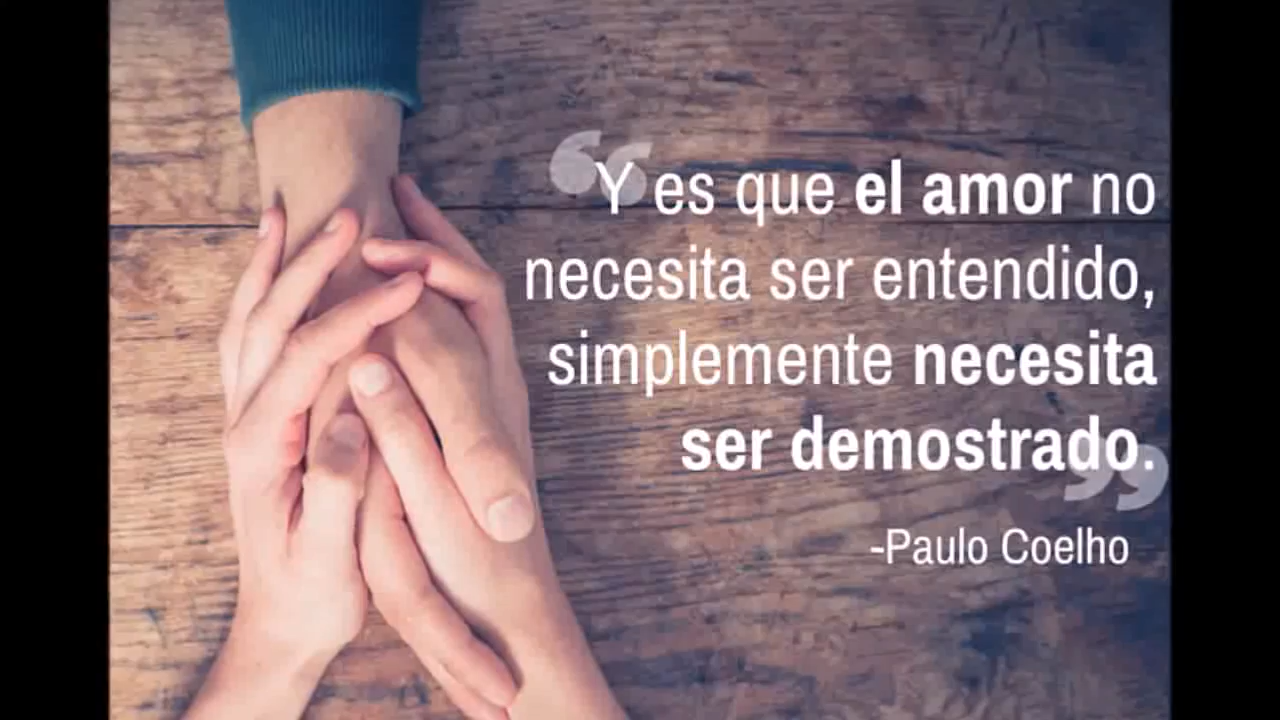 “Y es que el amor no
necesita ser entendido,
simplemente necesita
ser demostrado.”
-Paulo Coelho